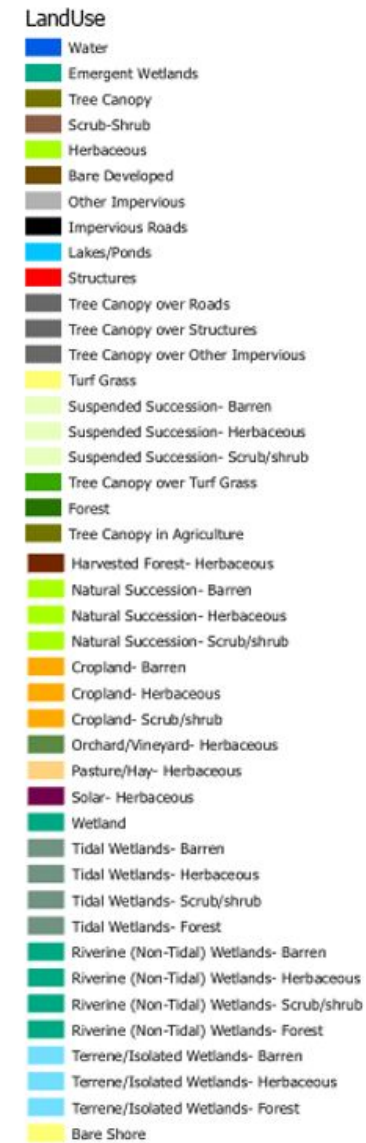 LandUse
Water
Emergent Wetlands
Tree Canopy
Scrub-Shrub
Herbaceous
Bare Developed
Other Impervious
Impervious Roads
Lakes/Ponds
Structures
Tree Canopy over Roads
Tree Canopy over Structures
Tree Canopy over Other Impervious
Turf Grass
Suspended Succession- Barren
Suspended Succession- Herbaceous
Suspended Succession- Scrub/shrub
Tree Canopy over Turf Grass
Forest
Tree Canopy in Agriculture
Harvested Forest- Herbaceous
Natural Succession- Barren
Natural Succession- Herbaceous
Natural Succession- Scrub/shrub
Cropland- Barren
Cropland- Herbaceous
Cropland- Scrub/shrub
Orchard/Vineyard- Herbaceous
Pasture/Hay- Herbaceous
Solar- Herbaceous
Wetland
Tidal Wetlands- Barren
Tidal Wetlands- Herbaceous
Tidal Wetlands- Scrub/shrub
Tidal Wetlands- Forest
Riverine (Non-Tidal) Wetlands- Barren
Riverine (Non-Tidal) Wetlands- Herbaceous
Riverine (Non-Tidal) Wetlands- Scrub/shrub
Riverine (Non-Tidal) Wetlands- Forest
Terrene/Isolated Wetlands- Barren
Terrene/Isolated Wetlands- Herbaceous
Terrene/Isolated Wetlands- Forest
Bare Shore